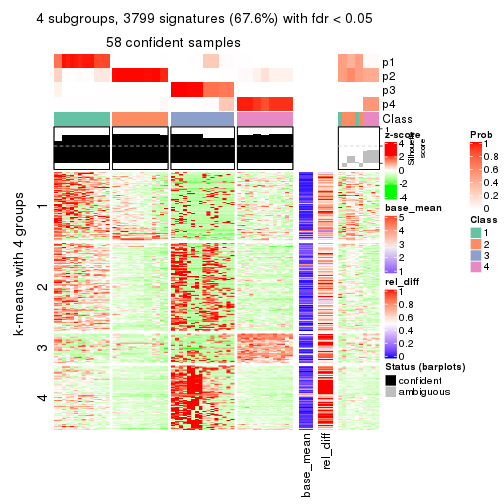 4 subgroups, 3799 signatures (67.6%) with fdr < 0.05
58 confident samples
p1
p2
p3
p4
Class
1
Silhouette
score
k-means with 4 groups
1
2
3
4
base_mean
rel_diff
z-score
4
2
0
-2
-4
base_mean
5
4
3
2
1
rel_diff
1
0.8
0.6
0.4
0.2
0
Status (barplots)
confident
ambiguous
Prob
1
0.8
0.6
0.4
0.2
0
Class
1
2
3
4